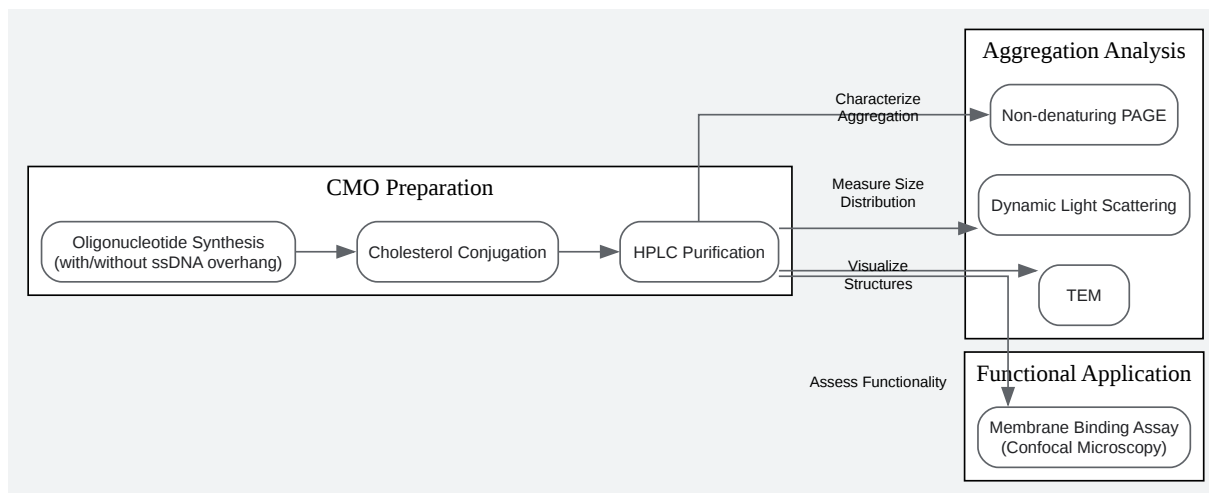 CMO Preparation
Oligonucleotide Synthesis
(with/without ssDNA overhang)
Cholesterol Conjugation
HPLC Purification
Characterize
Aggregation
Measure Size
Distribution
Visualize
Structures
Assess Functionality
Aggregation Analysis
Non-denaturing PAGE
Dynamic Light Scattering
TEM
Functional Application
Membrane Binding Assay
(Confocal Microscopy)